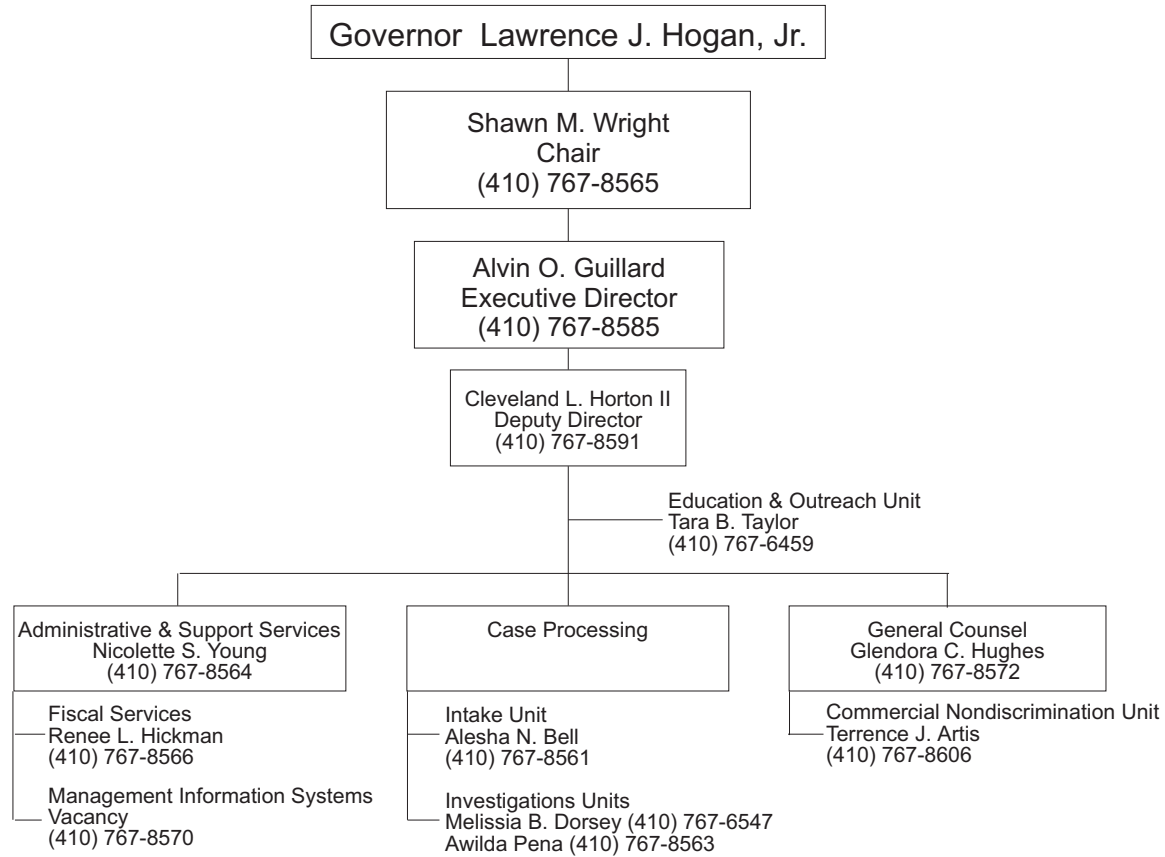 Governor Lawrence J. Hogan, Jr.
Shawn M. Wright
Chair
(410) 767-8565
Alvin O. Guillard
Executive Director
(410) 767-8585
Cleveland L. Horton II
Deputy Director
(410) 767-8591
Education & Outreach Unit
Tara B. Taylor
(410) 767-6459
Administrative & Support Services
Nicolette S. Young
(410) 767-8564
Fiscal Services
Renee L. Hickman
(410) 767-8566
Management Information Systems
Vacancy
(410) 767-8570
Case Processing
Intake Unit
Alesha N. Bell
(410) 767-8561
Investigations Units
Melissia B. Dorsey (410) 767-6547
Awilda Pena (410) 767-8563
General Counsel
Glendora C. Hughes
(410) 767-8572
Commercial Nondiscrimination Unit
Terrence J. Artis
(410) 767-8606